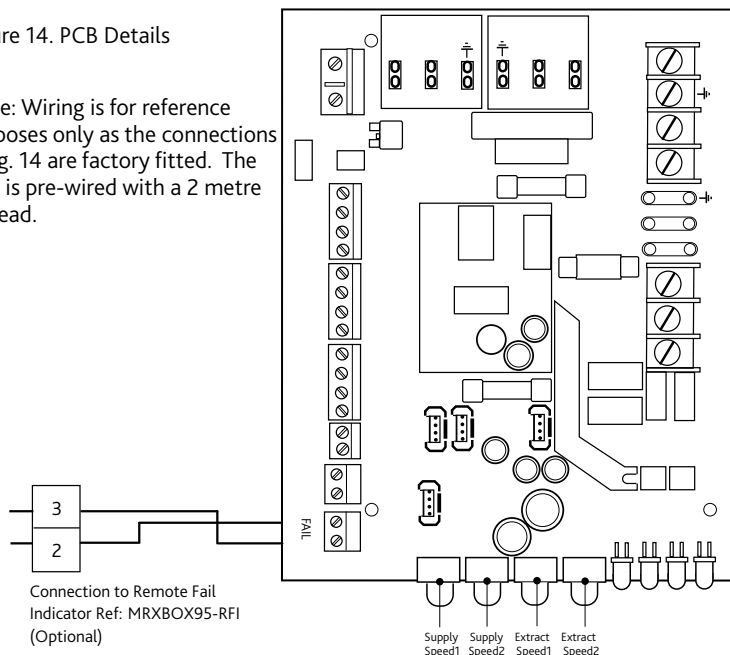 ure 14. PCB Details
e: Wiring is for reference
poses only as the connections
g. 14 are factory fitted. The
is pre-wired with a 2 metre
ead.
3
2
FAIL
Connection to Remote Fail
Indicator Ref: MRXBOX95-RFI
(Optional)
Supply Speed1
Supply Speed2
Extract Speed1
Extract Speed2